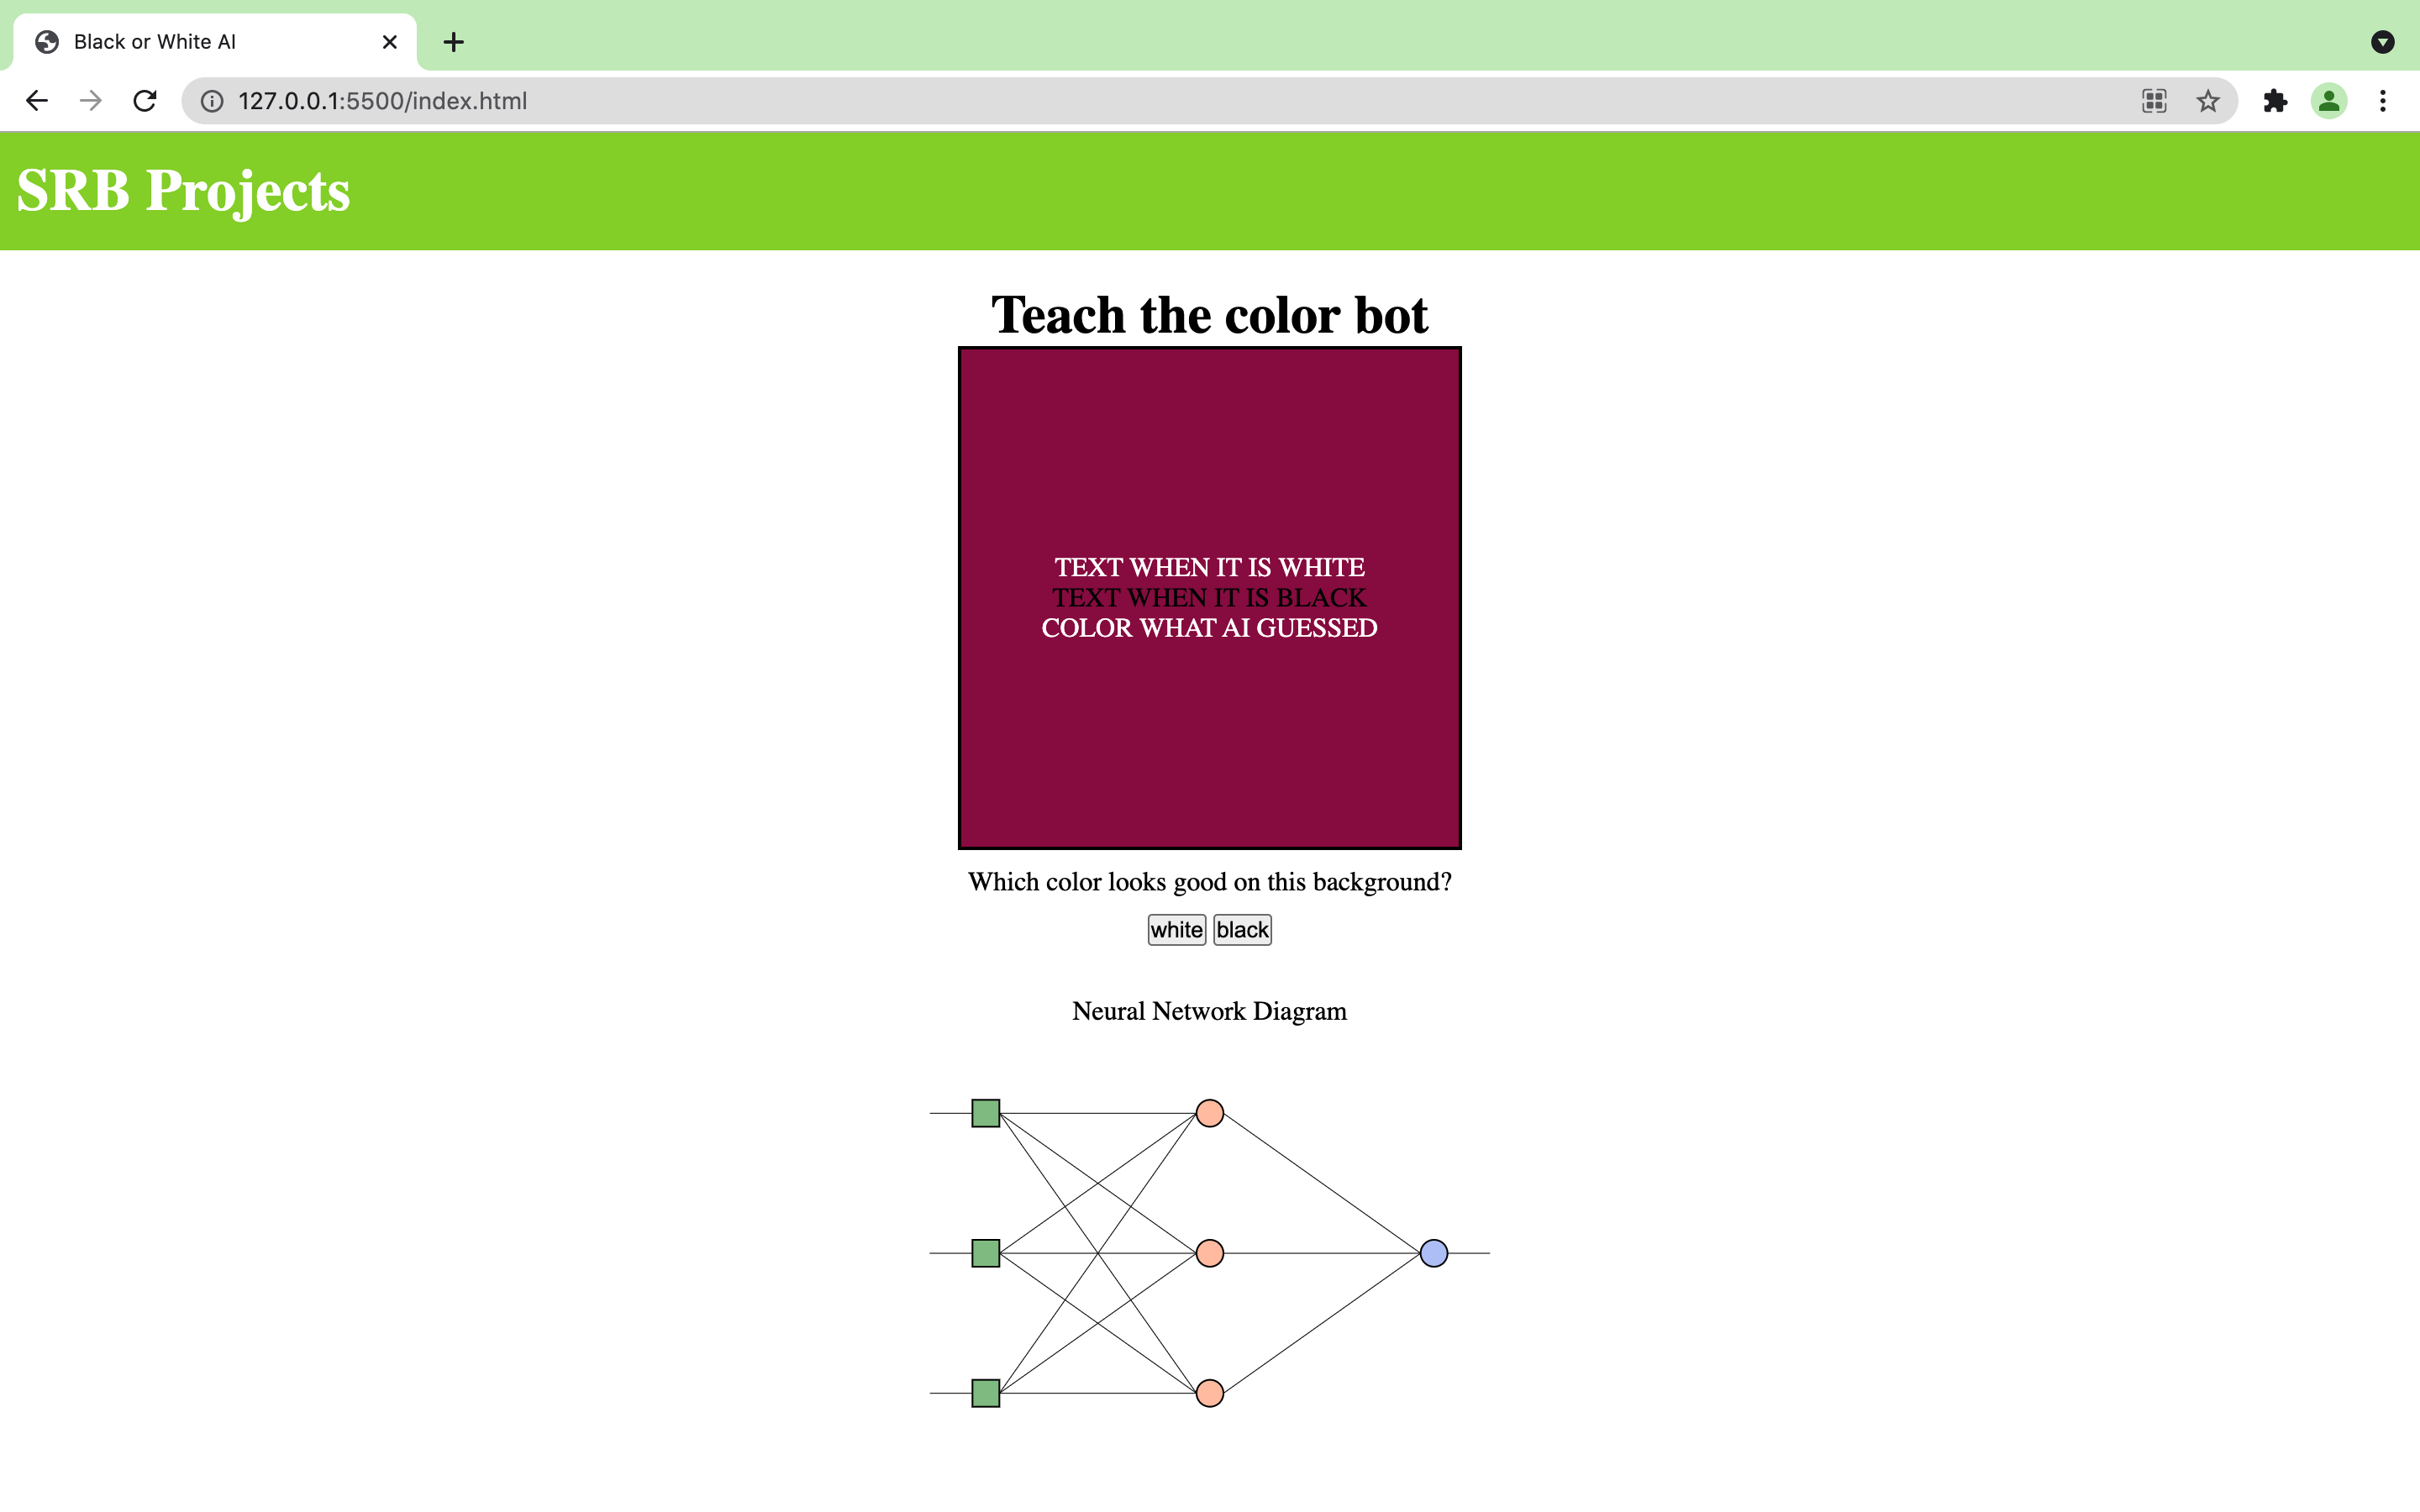 Black or White AI
127.0.0.1:5500/index.html
SRB Projects
Teach the color bot
TEXT WHEN IT IS WHITE
TEXT WHEN IT IS BLACK
COLOR WHAT AI GUESSED
Which color looks good on this background?
white black
Neural Network Diagram